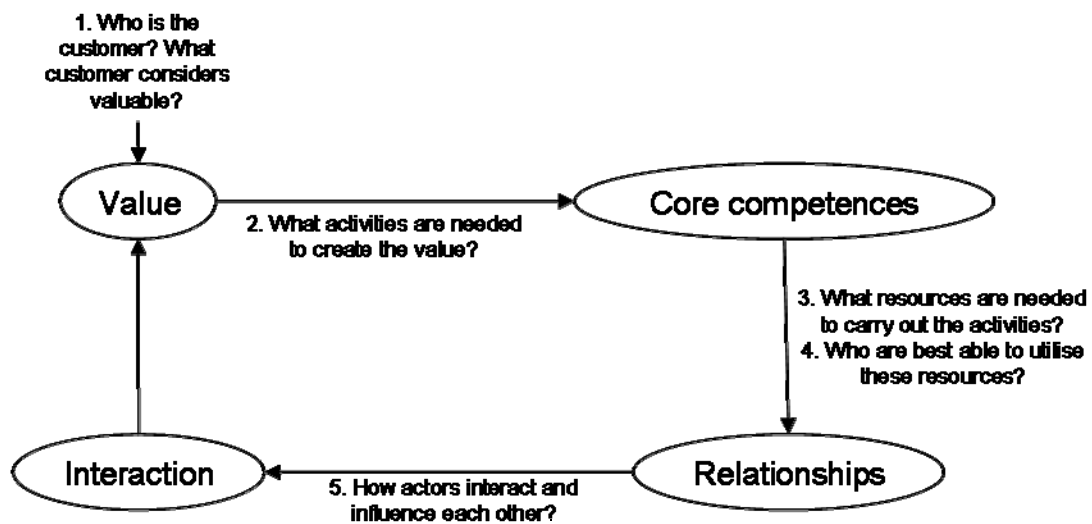 1. Who is the
customer? What
customer considers
valuable?
Value
Core competences
2. What activities are needed
to create the value?
3. What resources are needed
to carry out the activities?
4. Who are best able to utilise
these resources?
Interaction
Relationships
5. How actors interact and
influence each other?